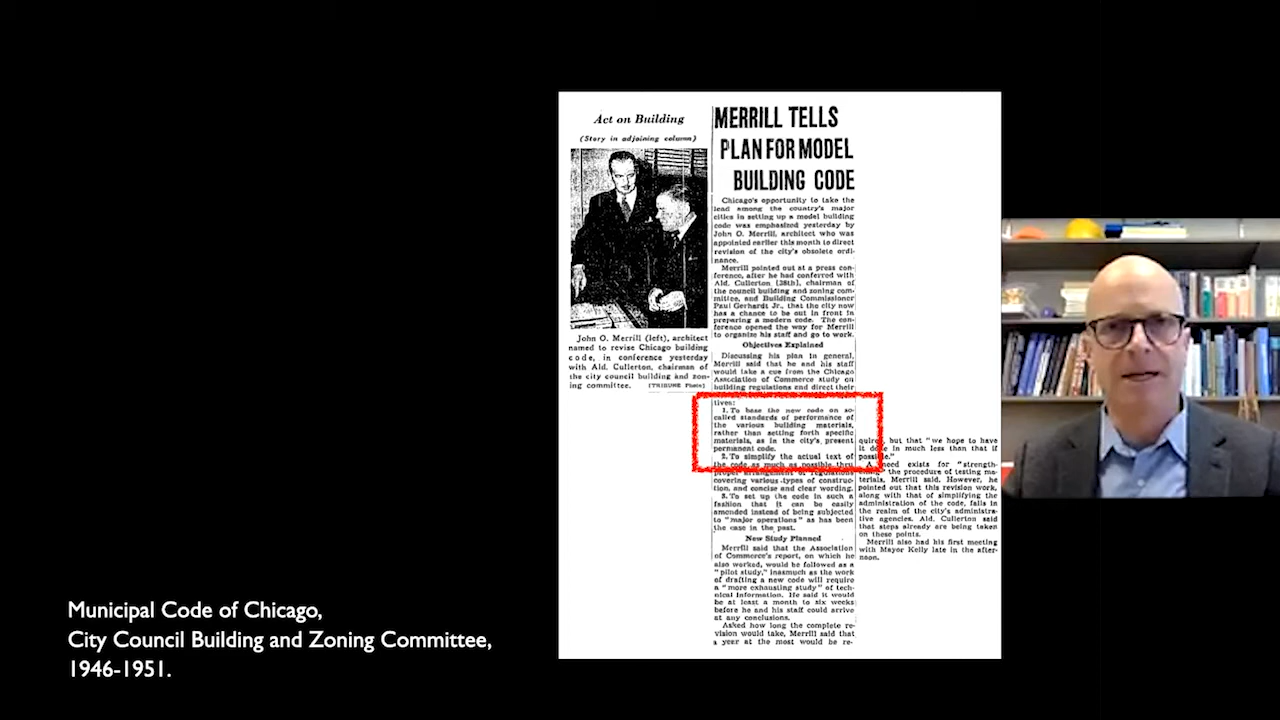 Act on Building
(Story in adjoining column)
John O. Merrill (left), architect
named to revise Chicago building
code, in conference yesterday
with Ald. Cullerton, chairman of
the city council building and zon-
ing committee. (TRIBUNE Photo)
MERRILL TELLS
PLAN FOR MODEL
BUILDING CODE
Chicago's opportunity to take the
lead among the country's major
cities in setting up a model building
code was emphasized yesterday by
John O. Merrill, architect who was
appointed earlier this month to direct
revision of the city's obsolete ordi-
nance.
Merrill pointed out at a press con-
ference, after he had conferred with
Ald. Cullerton [38th], chairman of
the council building and zoning com-
mittee, and Building Commissioner
Paul Gerhardt Jr., that the city now
has a chance to be out in front in
preparing a modern code. The con-
ference opened the way for Merrill
to organize his staff and go to work.
Objectives Explained
Discussing his plan in general,
Merrill said that he and his staff
would take a cue from the Chicago
Association of Commerce study on
building regulations and direct their
tives:
1. To base the new code on so-
called standards of performance of
the various building materials,
rather than setting forth specific
materials, as in the city's present
permanent code.
2. To simplify the actual text of
the code as much as possible thru
proper arrangement of regulations
covering various types of construc-
tion, and concise and clear wording.
3. To set up the code in such a
fashion that it can be easily
amended instead of being subjected
to "major operations" as has been
the case in the past.
New Study Planned
Merrill said that the Association
of Commerce's report, on which he
also worked, would be followed as a
"pilot study," inasmuch as the work
of drafting a new code will require
a "more exhausting study" of tech-
nical information. He said it would
be at least a month to six weeks
before he and his staff could arrive
at any conclusions.
Asked how long the complete re-
vision would take, Merrill said that
a year at the most would be re-
quired, but that "we hope to have
it done in much less than that if
possible."
A need exists for "strength-
the procedure of testing ma-
terials, Merrill said. However, he
pointed out that this revision work,
along with that of simplifying the
administration of the code, falls in
the realm of the city's administra-
tive agencies. Ald. Cullerton said
that steps already are being taken
on these points.
Merrill also had his first meeting
with Mayor Kelly late in the after-
noon.
Municipal Code of Chicago,
City Council Building and Zoning Committee,
1946-1951.